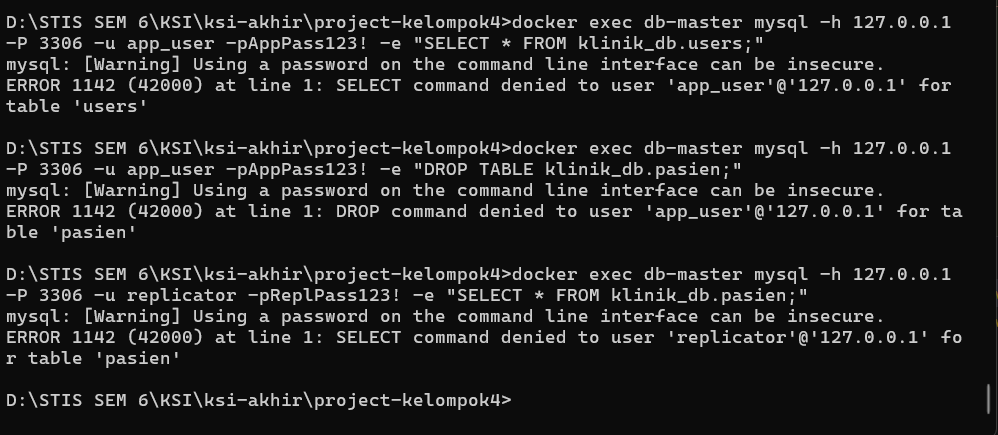 D:\STIS SEM 6\KSI\ksi-akhir\project-kelompok4>docker exec db-master mysql -h 127.0.0.1
-P 3306 -u app_user -pAppPass123! -e "SELECT * FROM klinik_db.users;"
mysql: [Warning] Using a password on the command line interface can be insecure.
ERROR 1142 (42000) at line 1: SELECT command denied to user 'app_user'@'127.0.0.1' for
table 'users'

D:\STIS SEM 6\KSI\ksi-akhir\project-kelompok4>docker exec db-master mysql -h 127.0.0.1
-P 3306 -u app_user -pAppPass123! -e "DROP TABLE klinik_db.pasien;"
mysql: [Warning] Using a password on the command line interface can be insecure.
ERROR 1142 (42000) at line 1: DROP command denied to user 'app_user'@'127.0.0.1' for ta
ble 'pasien'

D:\STIS SEM 6\KSI\ksi-akhir\project-kelompok4>docker exec db-master mysql -h 127.0.0.1
-P 3306 -u replicator -pReplPass123! -e "SELECT * FROM klinik_db.pasien;"
mysql: [Warning] Using a password on the command line interface can be insecure.
ERROR 1142 (42000) at line 1: SELECT command denied to user 'replicator'@'127.0.0.1' fo
r table 'pasien'

D:\STIS SEM 6\KSI\ksi-akhir\project-kelompok4>